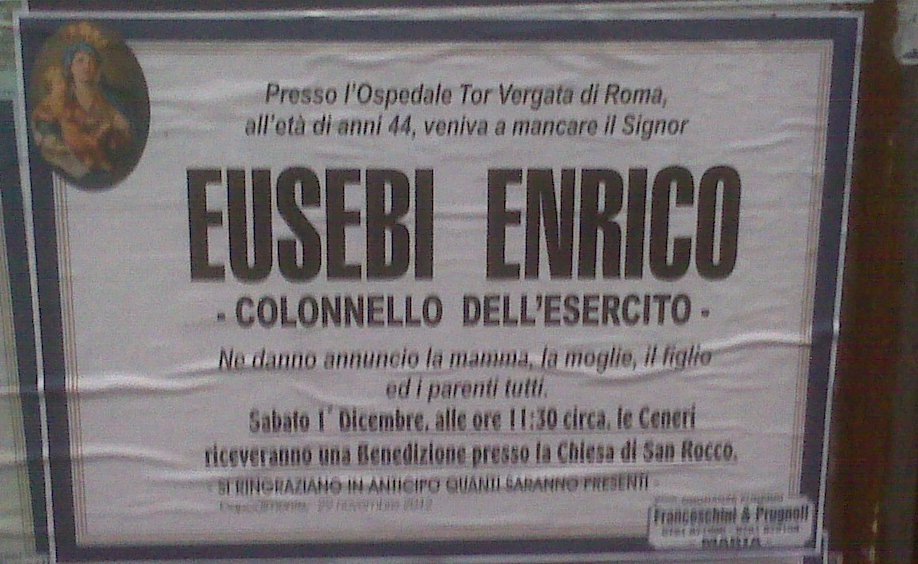 Presso l'Ospedale Tor Vergata di Roma,
all'età di anni 44, veniva a mancare il Signor
EUSEBI ENRICO
- COLONNELLO DELL'ESERCITO -
Ne danno annuncio la mamma, la moglie, il figlio
ed i parenti tutti.
Sabato 1° Dicembre, alle ore 11:30 circa, le Ceneri
riceveranno una Benedizione presso la Chiesa di San Rocco.
- SI RINGRAZIANO IN ANTICIPO QUANTI SARANNO PRESENTI -
29 novembre 2012
Franceschini & Prugnoli